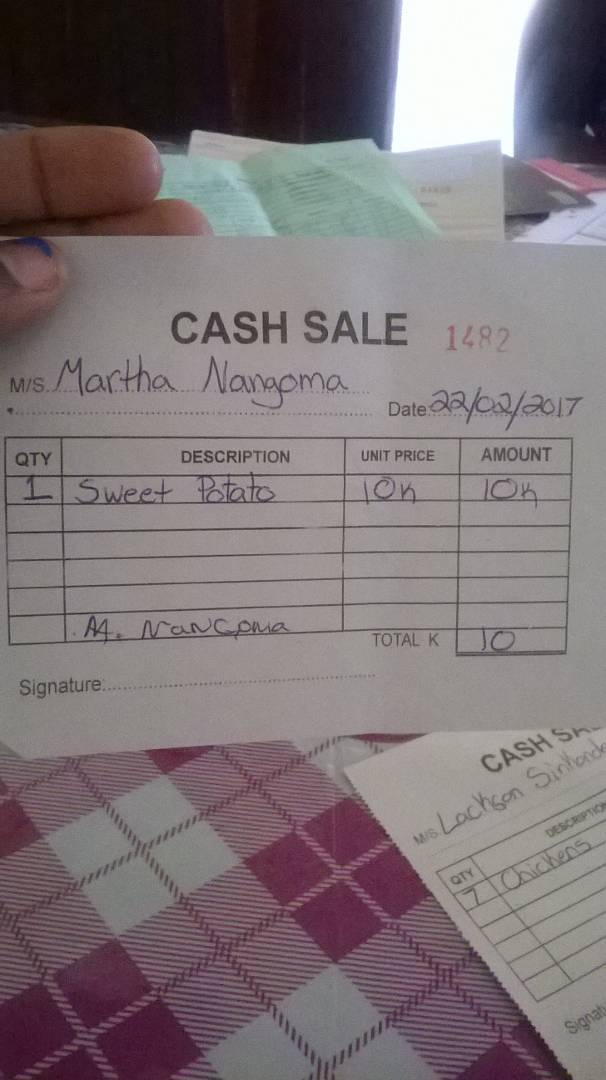 CASH SALE 1482
M/S. Martha Nangoma
Date 22/02/2017
QTY DESCRIPTION UNIT PRICE AMOUNT
1 Sweet Potato 10K 10K
M. Nangoma
TOTAL K 10
Signature:
CASH SA
M/S. Lackson
QTY DESCRIPTION
7 Chickens
Signat